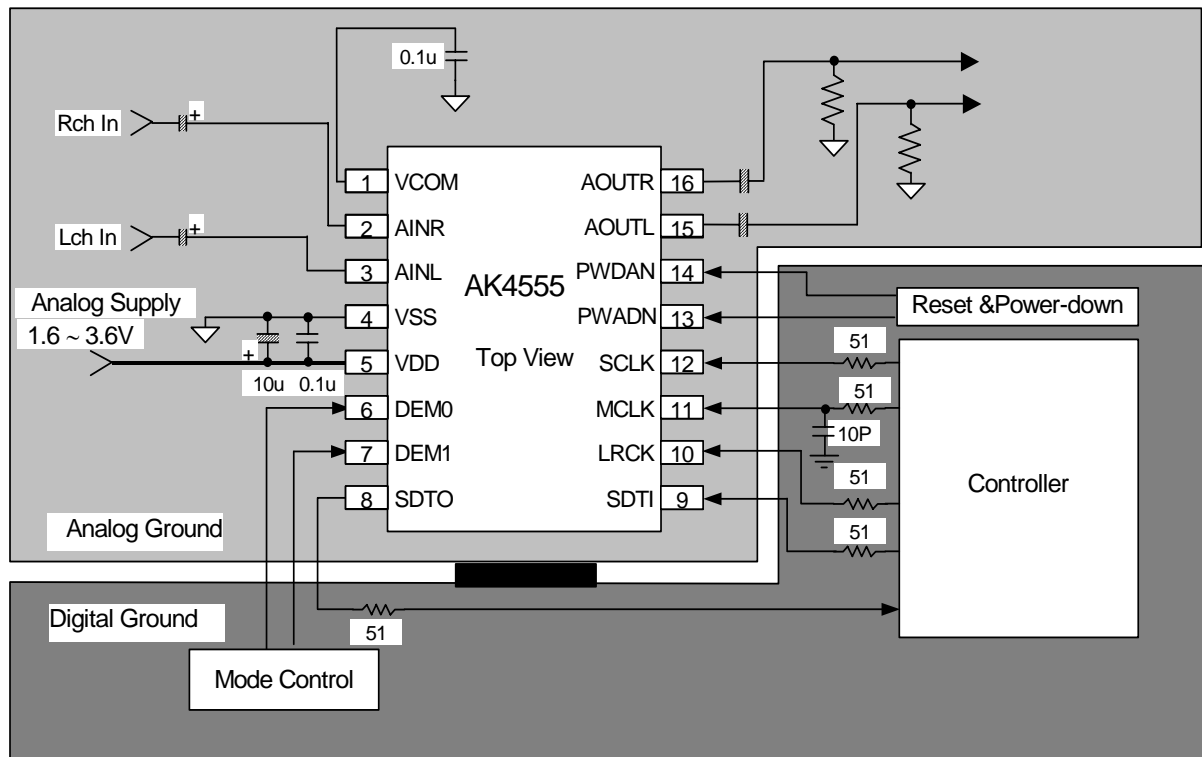 0.1u
+
Rch In
+
Lch In
Analog Supply
1.6 ~ 3.6V
+
10u
0.1u
1
VCOM
2
AINR
3
AINL
4
VSS
5
VDD
6
DEM0
7
DEM1
8
SDTO
AK4555
Top View
AOUTR
16
AOUTL
15
PWDAN
14
PWADN
13
SCLK
12
MCLK
11
LRCK
10
SDTI
9
Reset &Power-down
51
51
10P
51
51
Controller
Analog Ground
Digital Ground
51
Mode Control